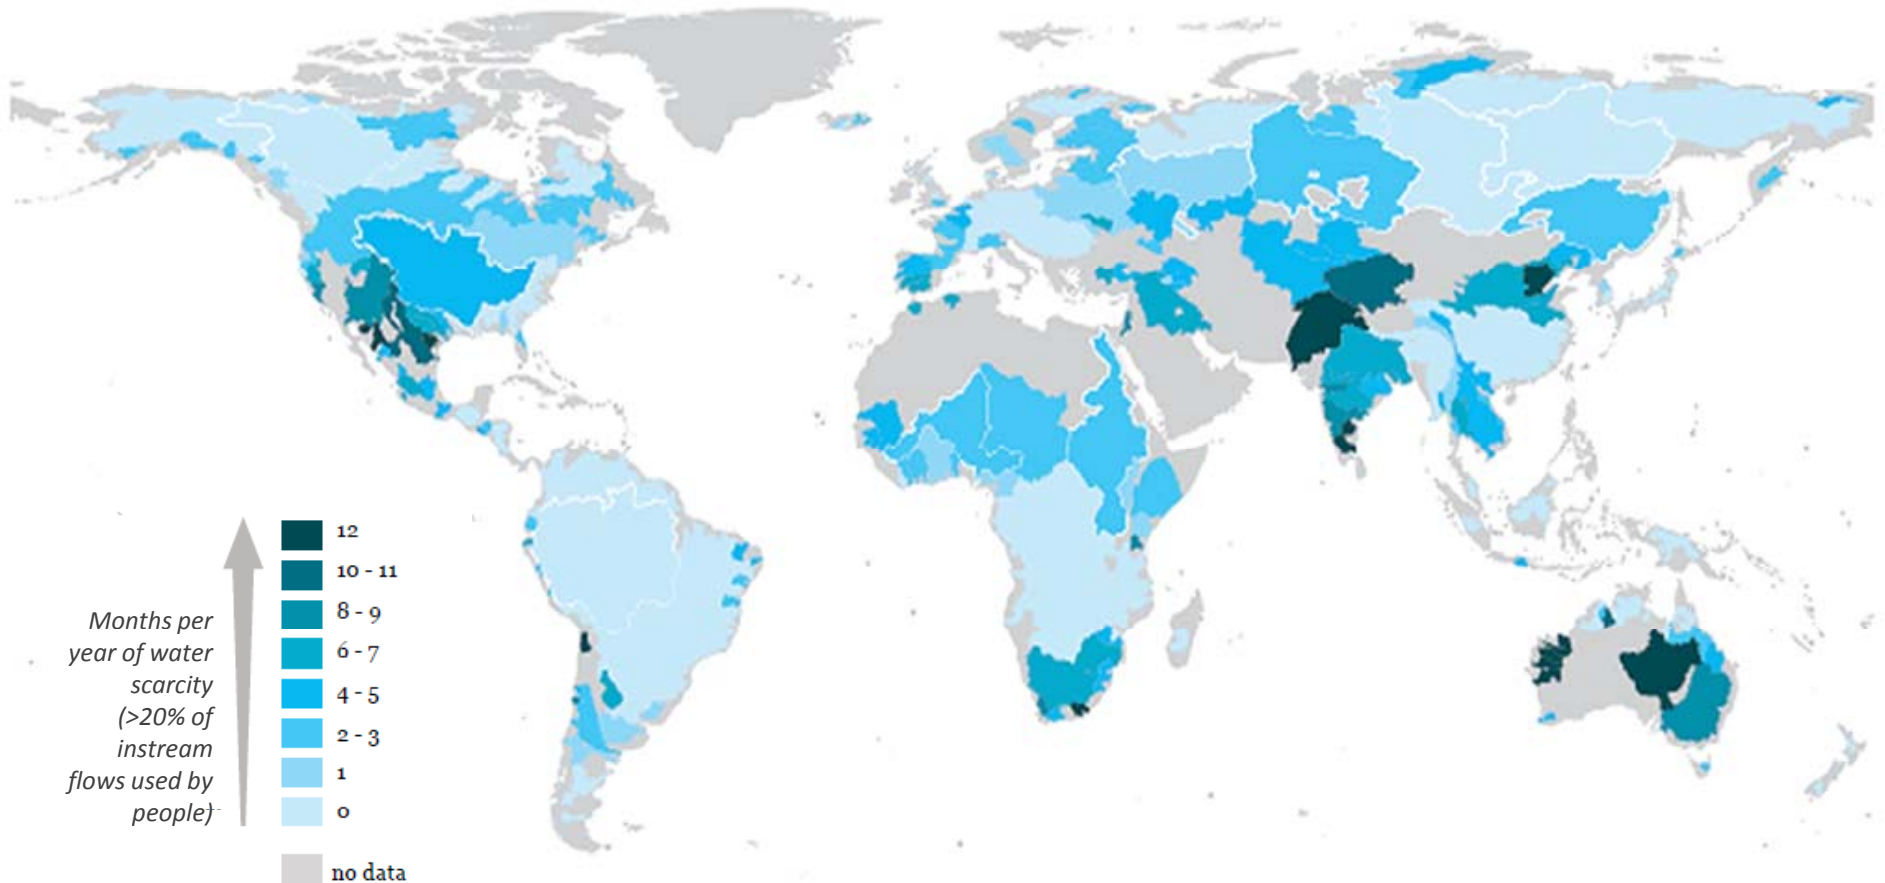 Months per
year of water
scarcity
(>20% of
instream
flows used by
people)
12
10 - 11
8 - 9
6 - 7
4 - 5
2 - 3
1
0
no data